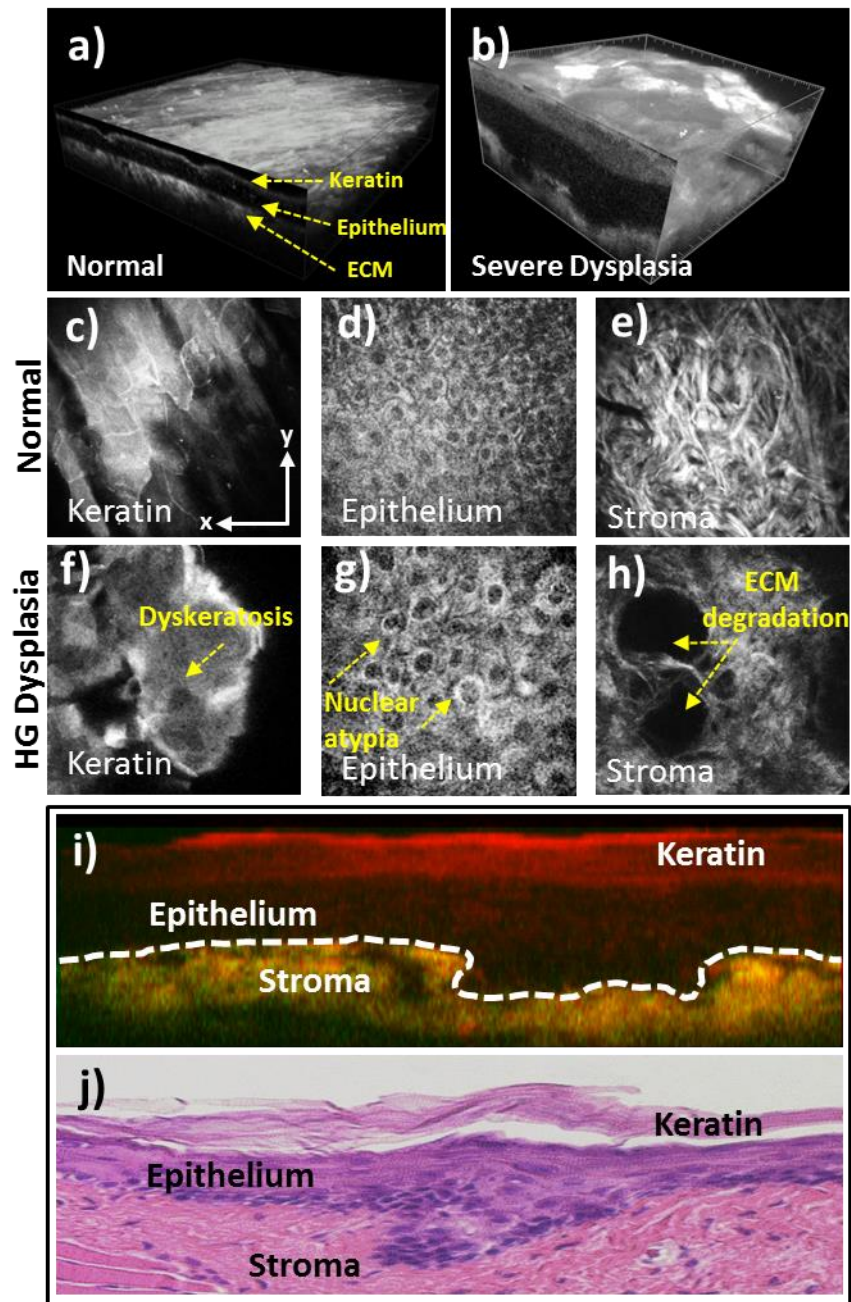 a)
Keratin
Epithelium
ECM
Normal
b)
Severe Dysplasia
Normal
c)
y
x
Keratin
d)
Epithelium
e)
Stroma
HG Dysplasia
f)
Dyskeratosis
Keratin
g)
Nuclear
atypia
Epithelium
h)
ECM
degradation
Stroma
i)
Keratin
Epithelium
Stroma
j)
Keratin
Epithelium
Stroma